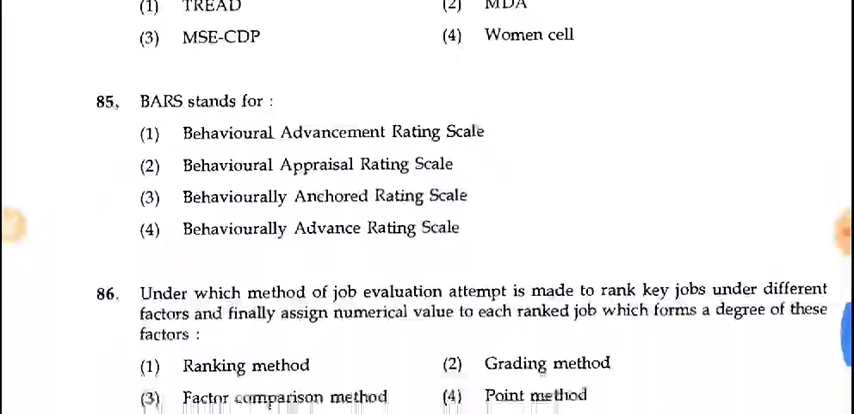 (1) TREAD (2) MDA
(3) MSE-CDP (4) Women cell
85. BARS stands for :
(1) Behavioural Advancement Rating Scale
(2) Behavioural Appraisal Rating Scale
(3) Behaviourally Anchored Rating Scale
(4) Behaviourally Advance Rating Scale
86. Under which method of job evaluation attempt is made to rank key jobs under different
factors and finally assign numerical value to each ranked job which forms a degree of these
factors :
(1) Ranking method (2) Grading method
(3) Factor comparison method (4) Point method